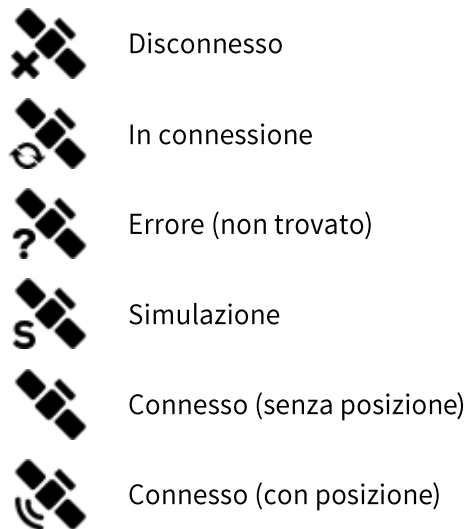 Disconnesso
In connessione
? Errore (non trovato)
S Simulazione
Connesso (senza posizione)
Connesso (con posizione)